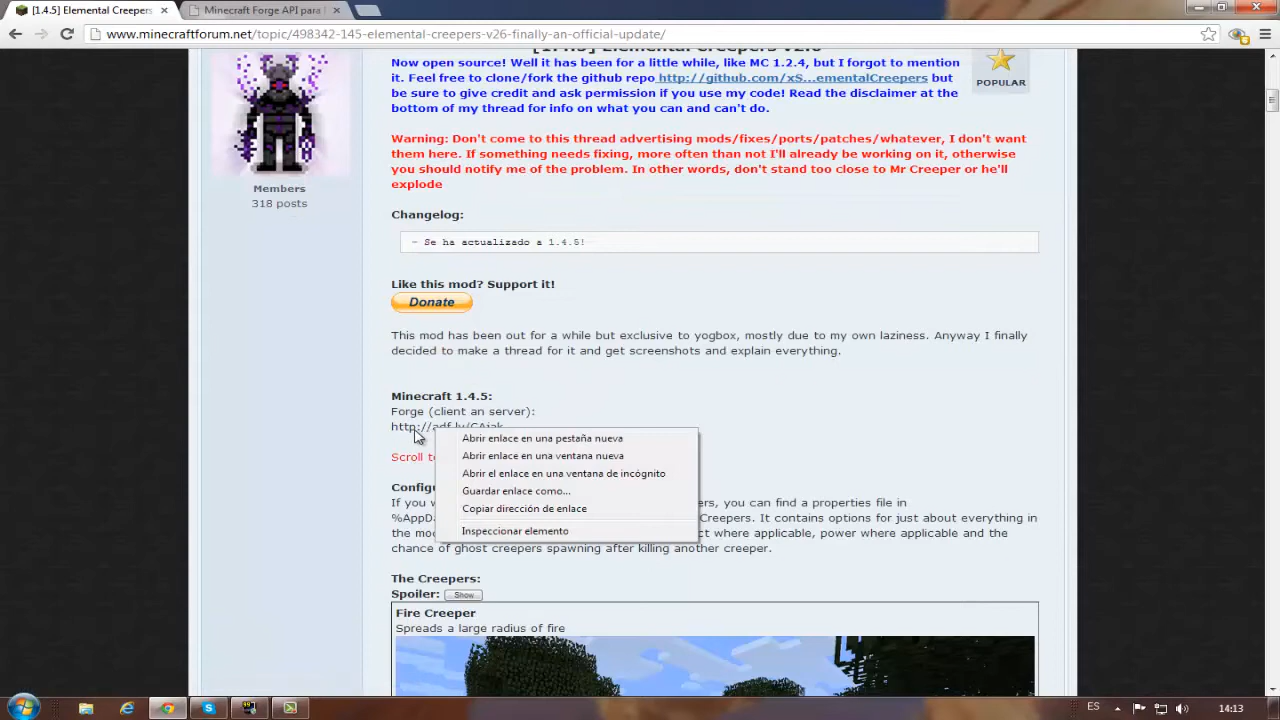 [1.4.5] Elemental Creepers
Minecraft Forge API para
www.minecraftforum.net/topic/498342-145-elemental-creepers-v26-finally-an-official-update/
[1.4.5] Elemental Creepers v2.6
Now open source! Well it has been for a little while, like MC 1.2.4, but I forgot to mention
it. Feel free to clone/fork the github repo http://github.com/xS...ementalCreepers but
be sure to give credit and ask permission if you use my code! Read the disclaimer at the
bottom of my thread for info on what you can and can't do.
POPULAR
Warning: Don't come to this thread advertising mods/fixes/ports/patches/whatever, I don't want
them here. If something needs fixing, more often than not I'll already be working on it, otherwise
you should notify me of the problem. In other words, don't stand too close to Mr Creeper or he'll
explode
Members
318 posts
Changelog:
- Se ha actualizado a 1.4.5!
Like this mod? Support it!
Donate
This mod has been out for a while but exclusive to yogbox, mostly due to my own laziness. Anyway I finally
decided to make a thread for it and get screenshots and explain everything.
Minecraft 1.4.5:
Forge (client an server):
Scroll
Abrir enlace en una pestaña nueva
Abrir enlace en una ventana nueva
Abrir el enlace en una ventana de incógnito
Guardar enlace como...
Copiar dirección de enlace
Inspeccionar elemento
If you
ers, you can find a properties file in
Creepers. It contains options for just about everything in
the mo
ct where applicable, power where applicable and the
chance of ghost creepers spawning after killing another creeper.
The Creepers:
Spoiler: Show
Fire Creeper
Spreads a large radius of fire
ES
14:13